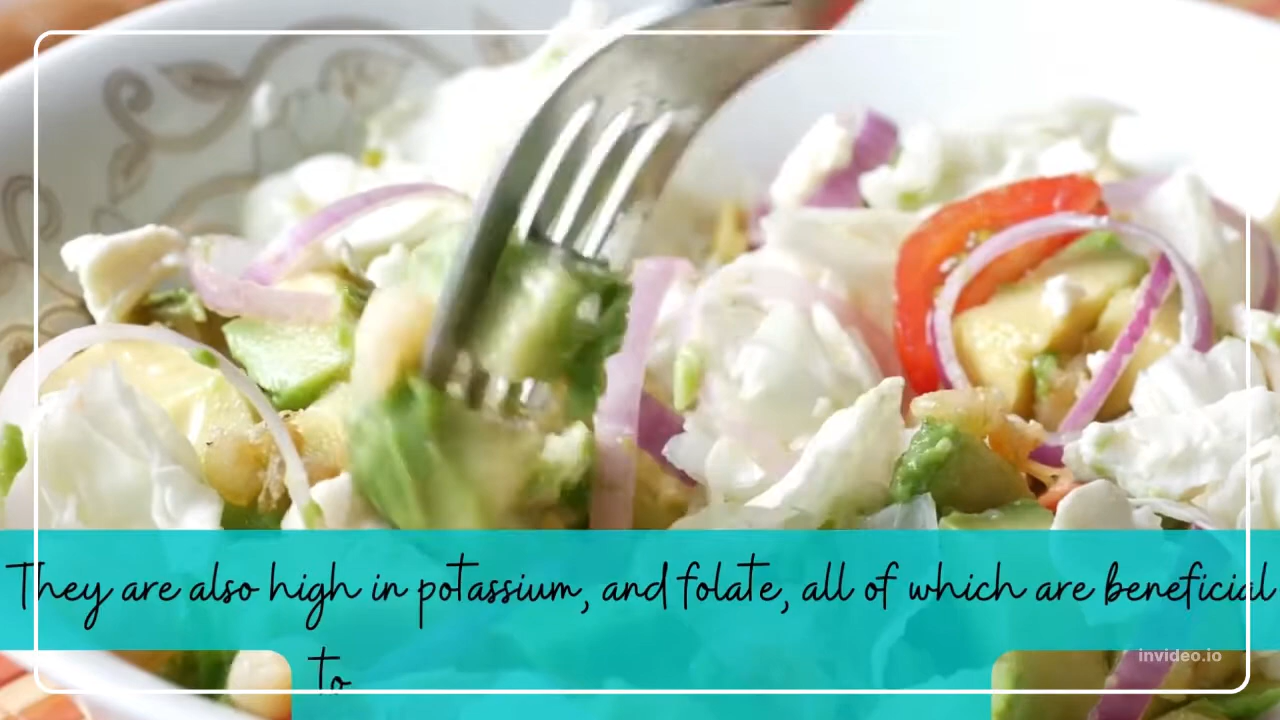 They are also high in potassium, and folate, all of which are beneficial
to
invideo.io